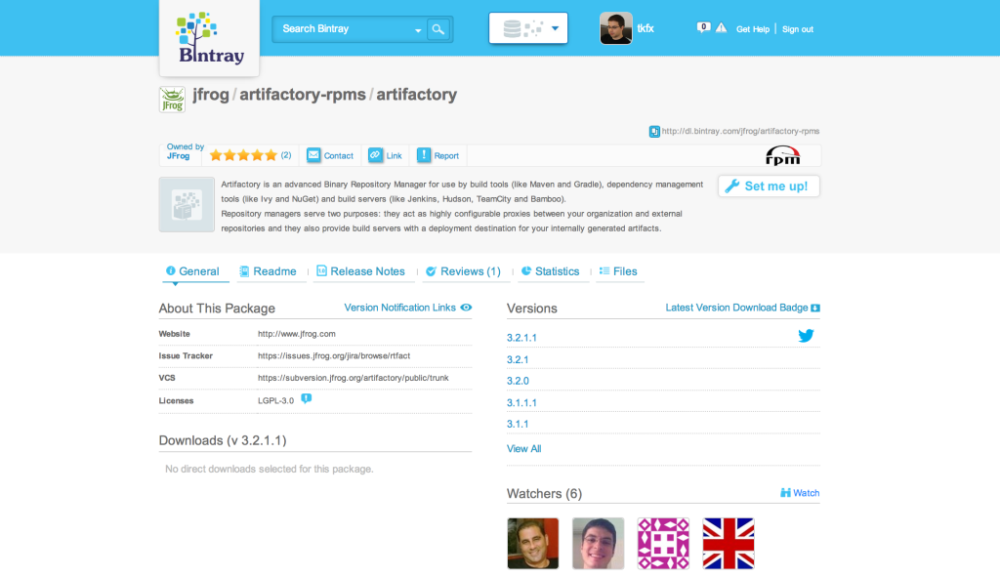 Bintray
Search Bintray
tkfx
0
Get Help
Sign out
JFrog
jfrog / artifactory-rpms / artifactory
http://dl.bintray.com/jfrog/artifactory-rpms
Owned by
JFrog
(2)
Contact
Link
Report
rpm
Artifactory is an advanced Binary Repository Manager for use by build tools (like Maven and Gradle), dependency management
tools (like Ivy and NuGet) and build servers (like Jenkins, Hudson, TeamCity and Bamboo).
Repository managers serve two purposes: they act as highly configurable proxies between your organization and external
repositories and they also provide build servers with a deployment destination for your internally generated artifacts.
Set me up!
General
Readme
Release Notes
Reviews (1)
Statistics
Files
About This Package
Version Notification Links
Website
http://www.jfrog.com
Issue Tracker
https://issues.jfrog.org/jira/browse/rtfact
VCS
https://subversion.jfrog.org/artifactory/public/trunk
Licenses
LGPL-3.0
Downloads (v 3.2.1.1)
No direct downloads selected for this package.
Versions
Latest Version Download Badge
3.2.1.1
3.2.1
3.2.0
3.1.1.1
3.1.1
View All
Watchers (6)
Watch